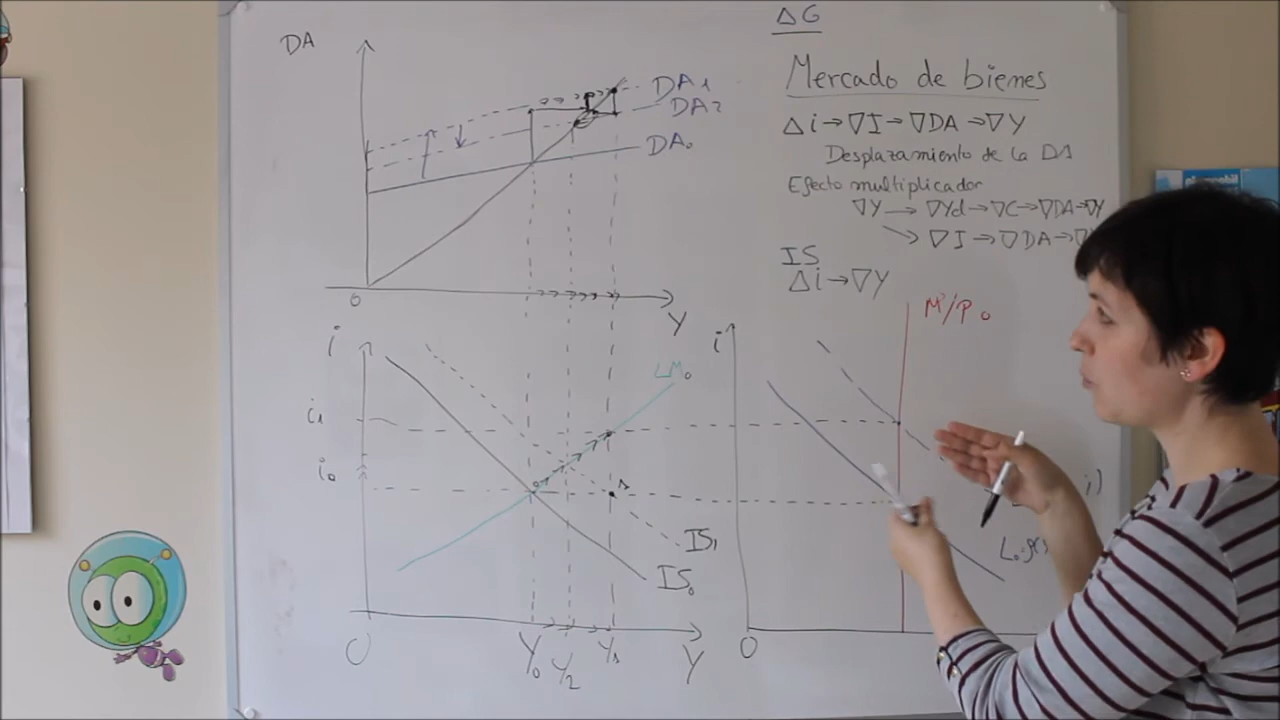 ΔG
Mercado de bienes
Δi→∇I→∇DA→∇Y
Desplazamiento de la DA
Efecto multiplicador
∇Y→∇Yd→∇C→∇DA→∇Y
→∇I→∇DA→
IS
Δi→∇Y
DA
DA₁
DA₂
DA₀
0
Y
i
i₁
i₀
LM₀
IS₁
IS₀
0
Y₀
Y₂
Y₁
Y
i
M/P₀
i)
0